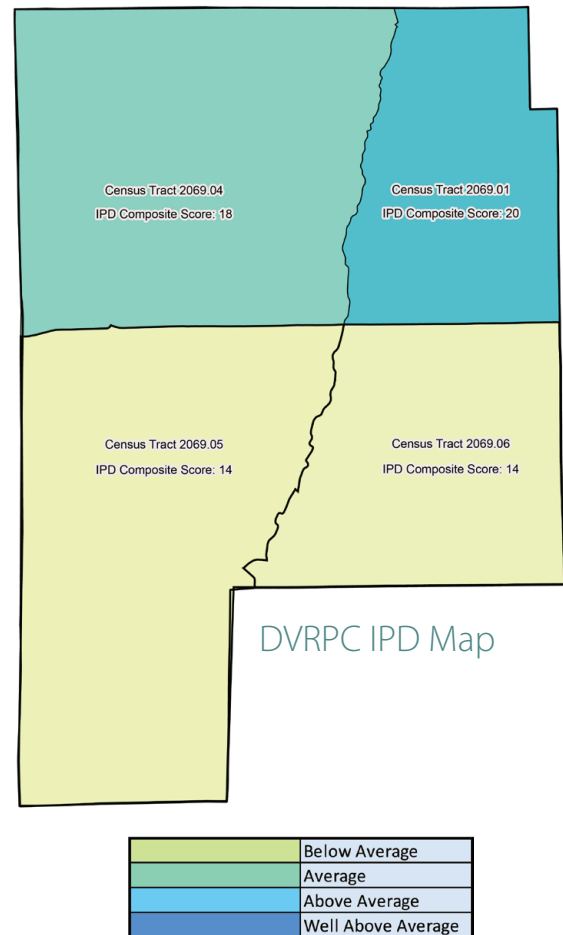 Census Tract 2069.04
IPD Composite Score: 18
Census Tract 2069.01
IPD Composite Score: 20
Census Tract 2069.05
IPD Composite Score: 14
Census Tract 2069.06
IPD Composite Score: 14
DVRPC IPD Map
Below Average
Average
Above Average
Well Above Average